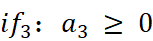 if₃: a₃ ≥ 0